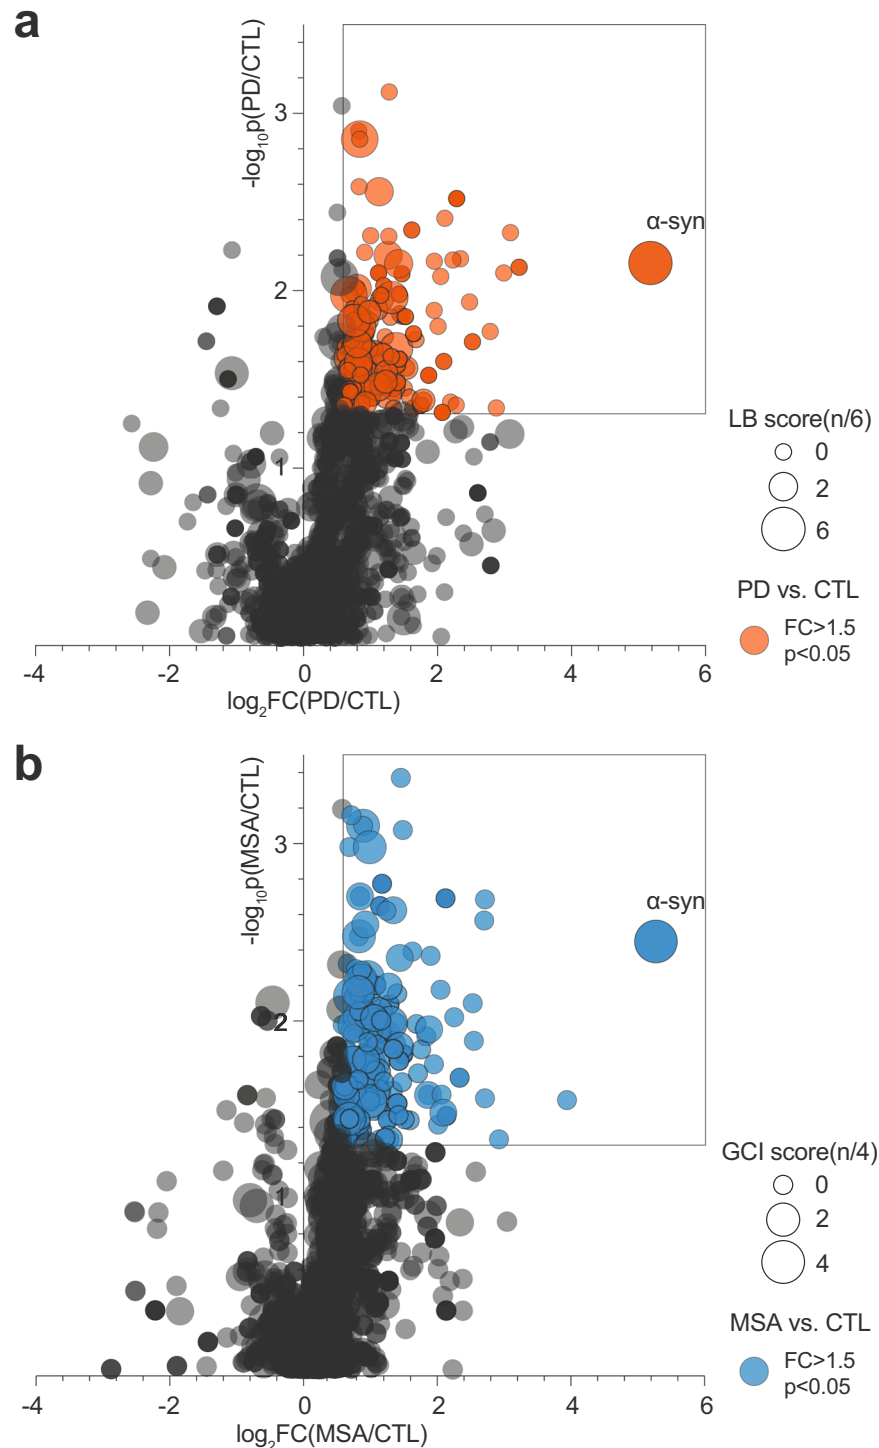 a
-log₁₀p(PD/CTL)
3
2
1
α-syn
LB score(n/6)
0
2
6
PD vs. CTL
FC>1.5
p<0.05
-4
-2
0
2
4
6
log₂FC(PD/CTL)
b
-log₁₀p(MSA/CTL)
3
2
1
α-syn
GCI score(n/4)
0
2
4
MSA vs. CTL
FC>1.5
p<0.05
-4
-2
0
2
4
6
log₂FC(MSA/CTL)